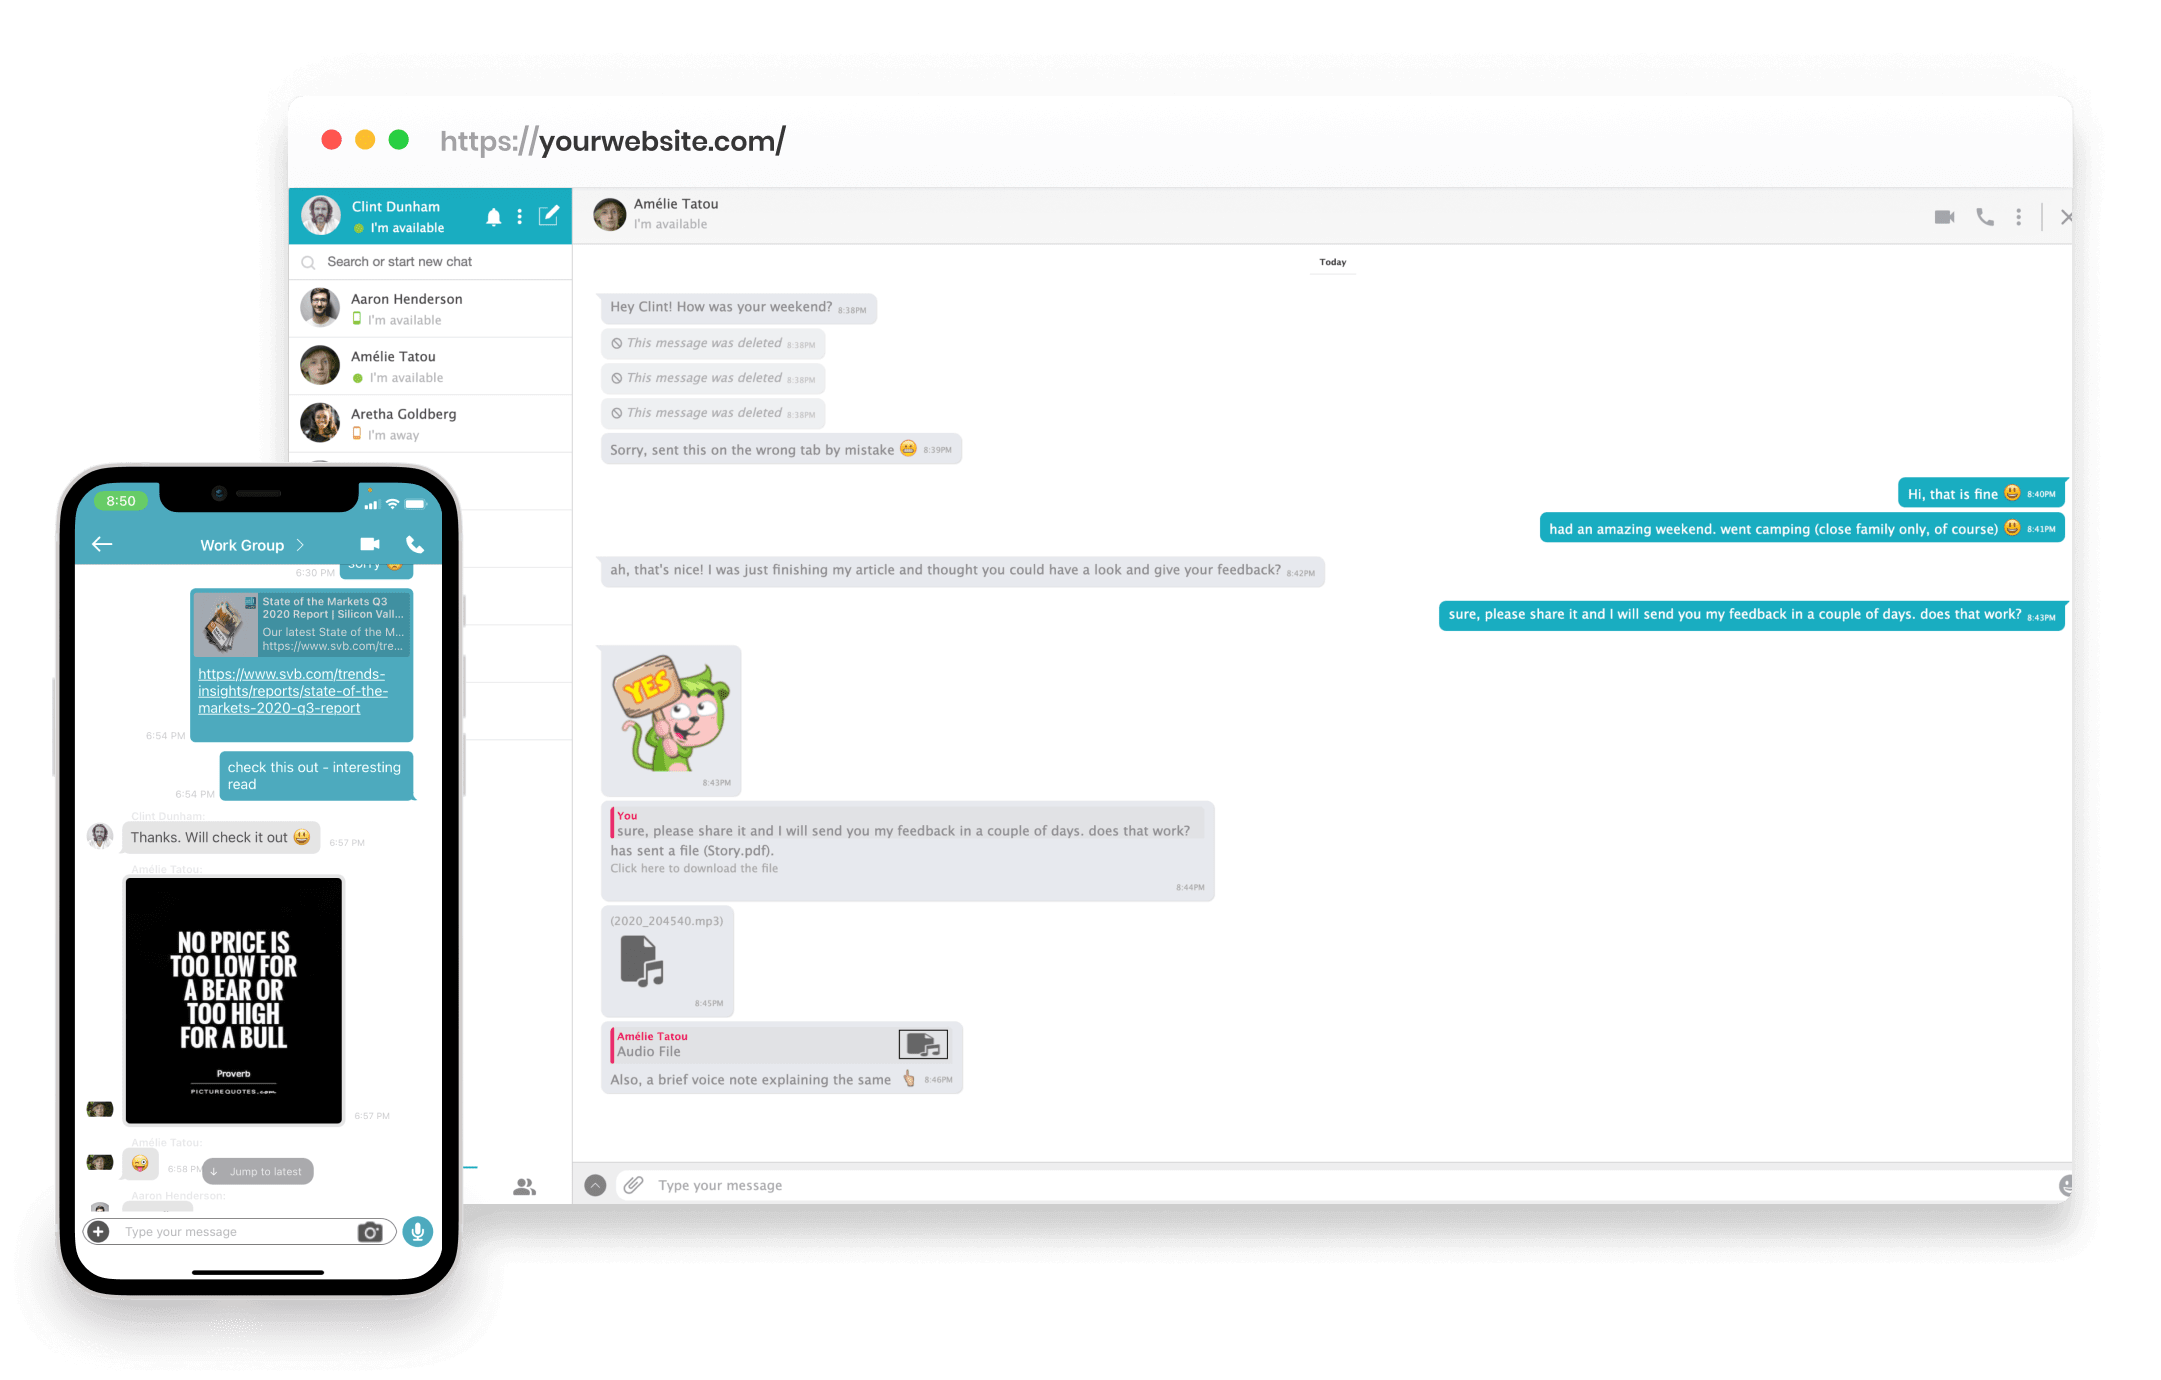 https://yourwebsite.com/
Clint Dunham
I'm available
Search or start new chat
Aaron Henderson
I'm available
Amélie Tatou
I'm available
Aretha Goldberg
I'm away
Amélie Tatou
I'm available
Today
Hey Clint! How was your weekend? 8:38PM
This message was deleted 8:38PM
This message was deleted 8:38PM
This message was deleted 8:38PM
Sorry, sent this on the wrong tab by mistake 😬 8:39PM
Hi, that is fine 😃 8:40PM
had an amazing weekend. went camping (close family only, of course) 😃 8:41PM
ah, that's nice! I was just finishing my article and thought you could have a look and give your feedback? 8:42PM
sure, please share it and I will send you my feedback in a couple of days. does that work? 8:43PM
YES
8:43PM
You
sure, please share it and I will send you my feedback in a couple of days. does that work?
has sent a file (Story.pdf).
Click here to download the file
8:44PM
(2020_204540.mp3)
8:45PM
Amélie Tatou
Audio File
Also, a brief voice note explaining the same 👆 8:46PM
Type your message
8:50
Work Group
sorry
6:30 PM
State of the Markets Q3
2020 Report | Silicon Vall...
Our latest State of the M...
https://www.svb.com/tre...
https://www.svb.com/trends-
insights/reports/state-of-the-
markets-2020-q3-report
6:54 PM
check this out - interesting
read
6:54 PM
Clint Dunham:
Thanks. Will check it out 😃 6:57 PM
Amélie Tatou:
NO PRICE IS
TOO LOW FOR
A BEAR OR
TOO HIGH
FOR A BULL
Proverb
PICTUREQUOTES.com
6:57 PM
Amélie Tatou:
😜 6:58 PM
Jump to latest
Aaron Henderson:
Type your message